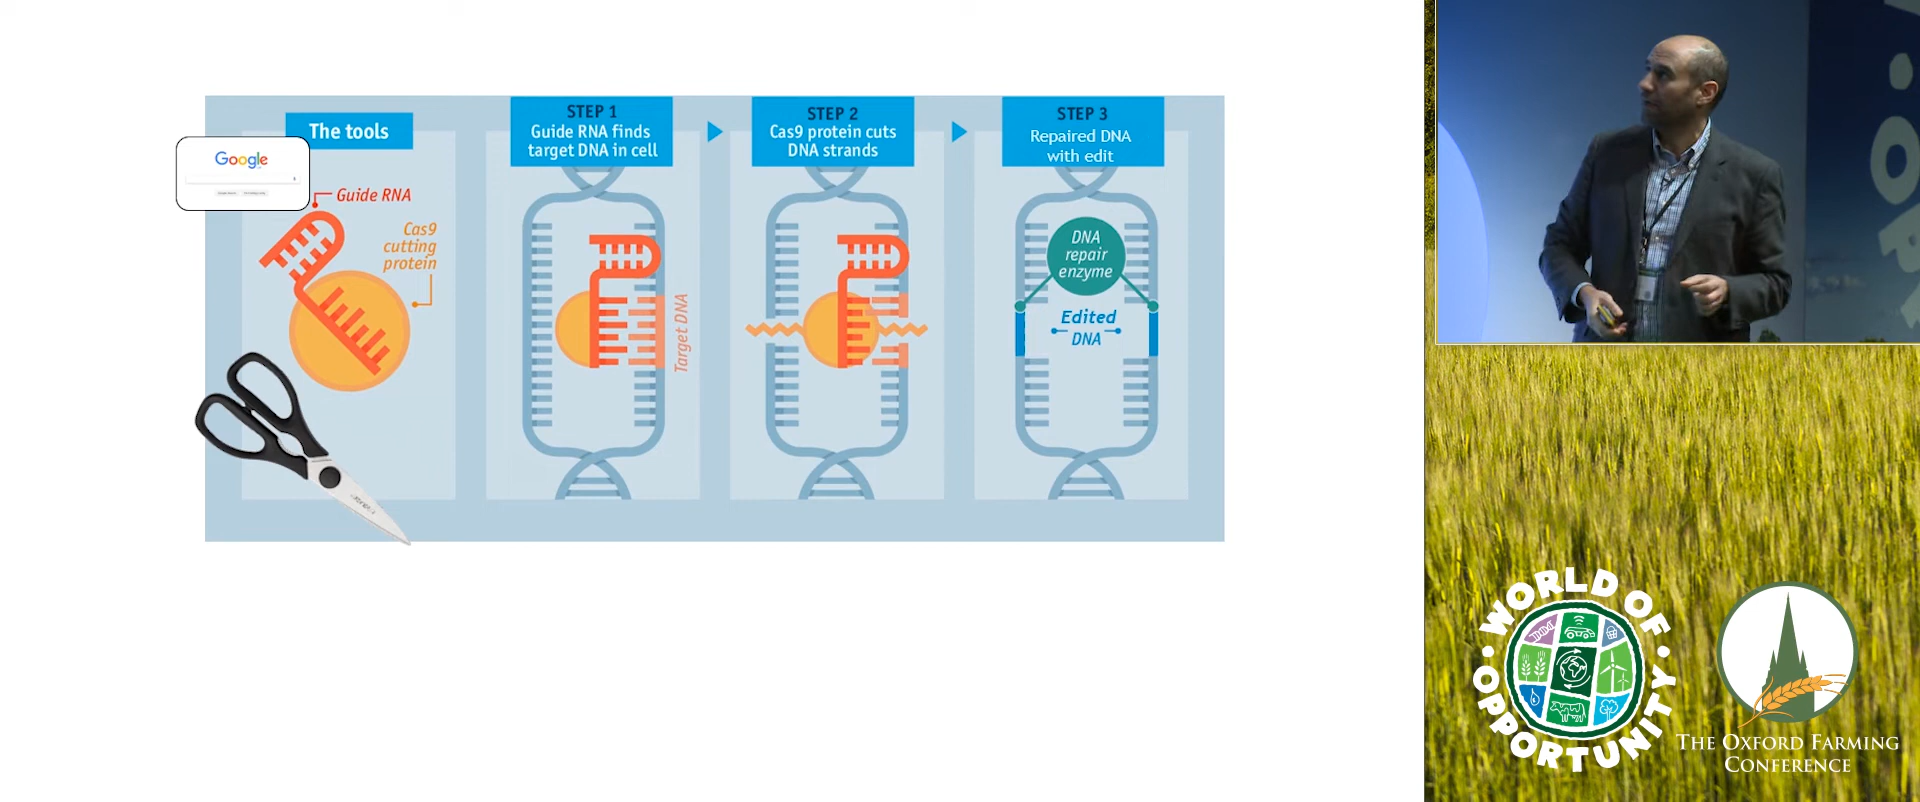 The tools
Google
Guide RNA
Cas9
cutting
protein
STEP 1
Guide RNA finds
target DNA in cell
Target DNA
STEP 2
Cas9 protein cuts
DNA strands
STEP 3
Repaired DNA
with edit
DNA
repair
enzyme
Edited
DNA
WORLD OF
OPPORTUNITY
THE OXFORD FARMING
CONFERENCE